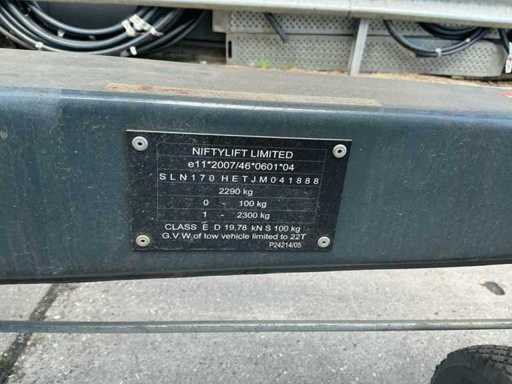 NIFTYLIFT LIMITED
e11*2007/46*0601*04
SLN170HETJM041888
2290 kg
0 - 100 kg
1 - 2300 kg
CLASS E D 19,78 kN S 100 kg
G.V.W of tow vehicle limited to 22T
P24214/05